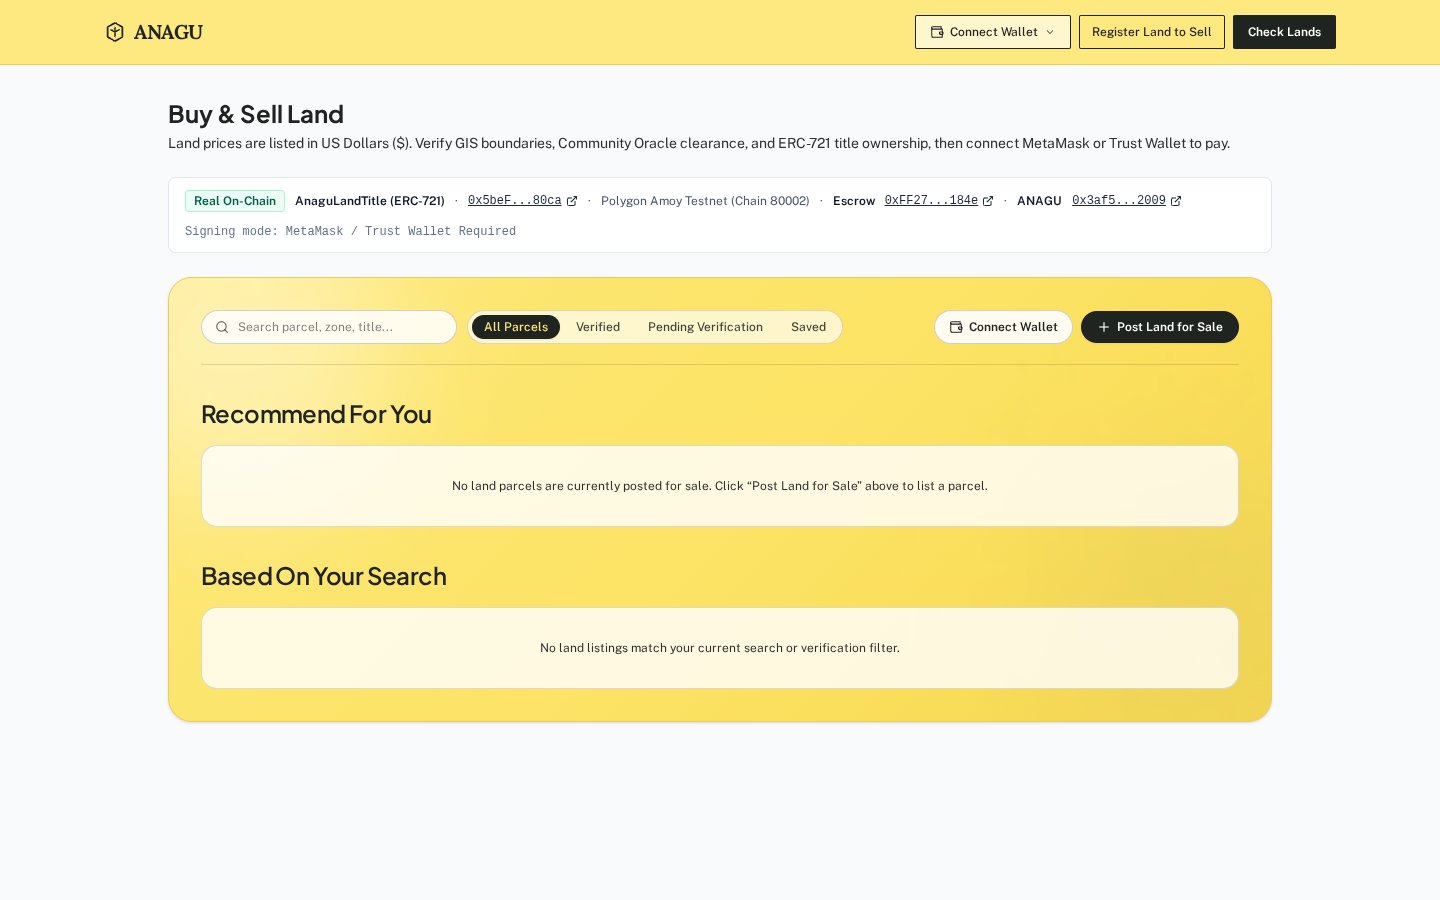 ANAGU
Connect Wallet
Register Land to Sell
Check Lands
Buy & Sell Land
Land prices are listed in US Dollars ($). Verify GIS boundaries, Community Oracle clearance, and ERC-721 title ownership, then connect MetaMask or Trust Wallet to pay.
Real On-Chain AnaguLandTitle (ERC-721) · 0x5beF...80ca · Polygon Amoy Testnet (Chain 80002) · Escrow 0xFF27...184e · ANAGU 0x3af5...2009
Signing mode: MetaMask / Trust Wallet Required
Search parcel, zone, title...
All Parcels
Verified
Pending Verification
Saved
Connect Wallet
Post Land for Sale
Recommend For You
No land parcels are currently posted for sale. Click “Post Land for Sale” above to list a parcel.
Based On Your Search
No land listings match your current search or verification filter.